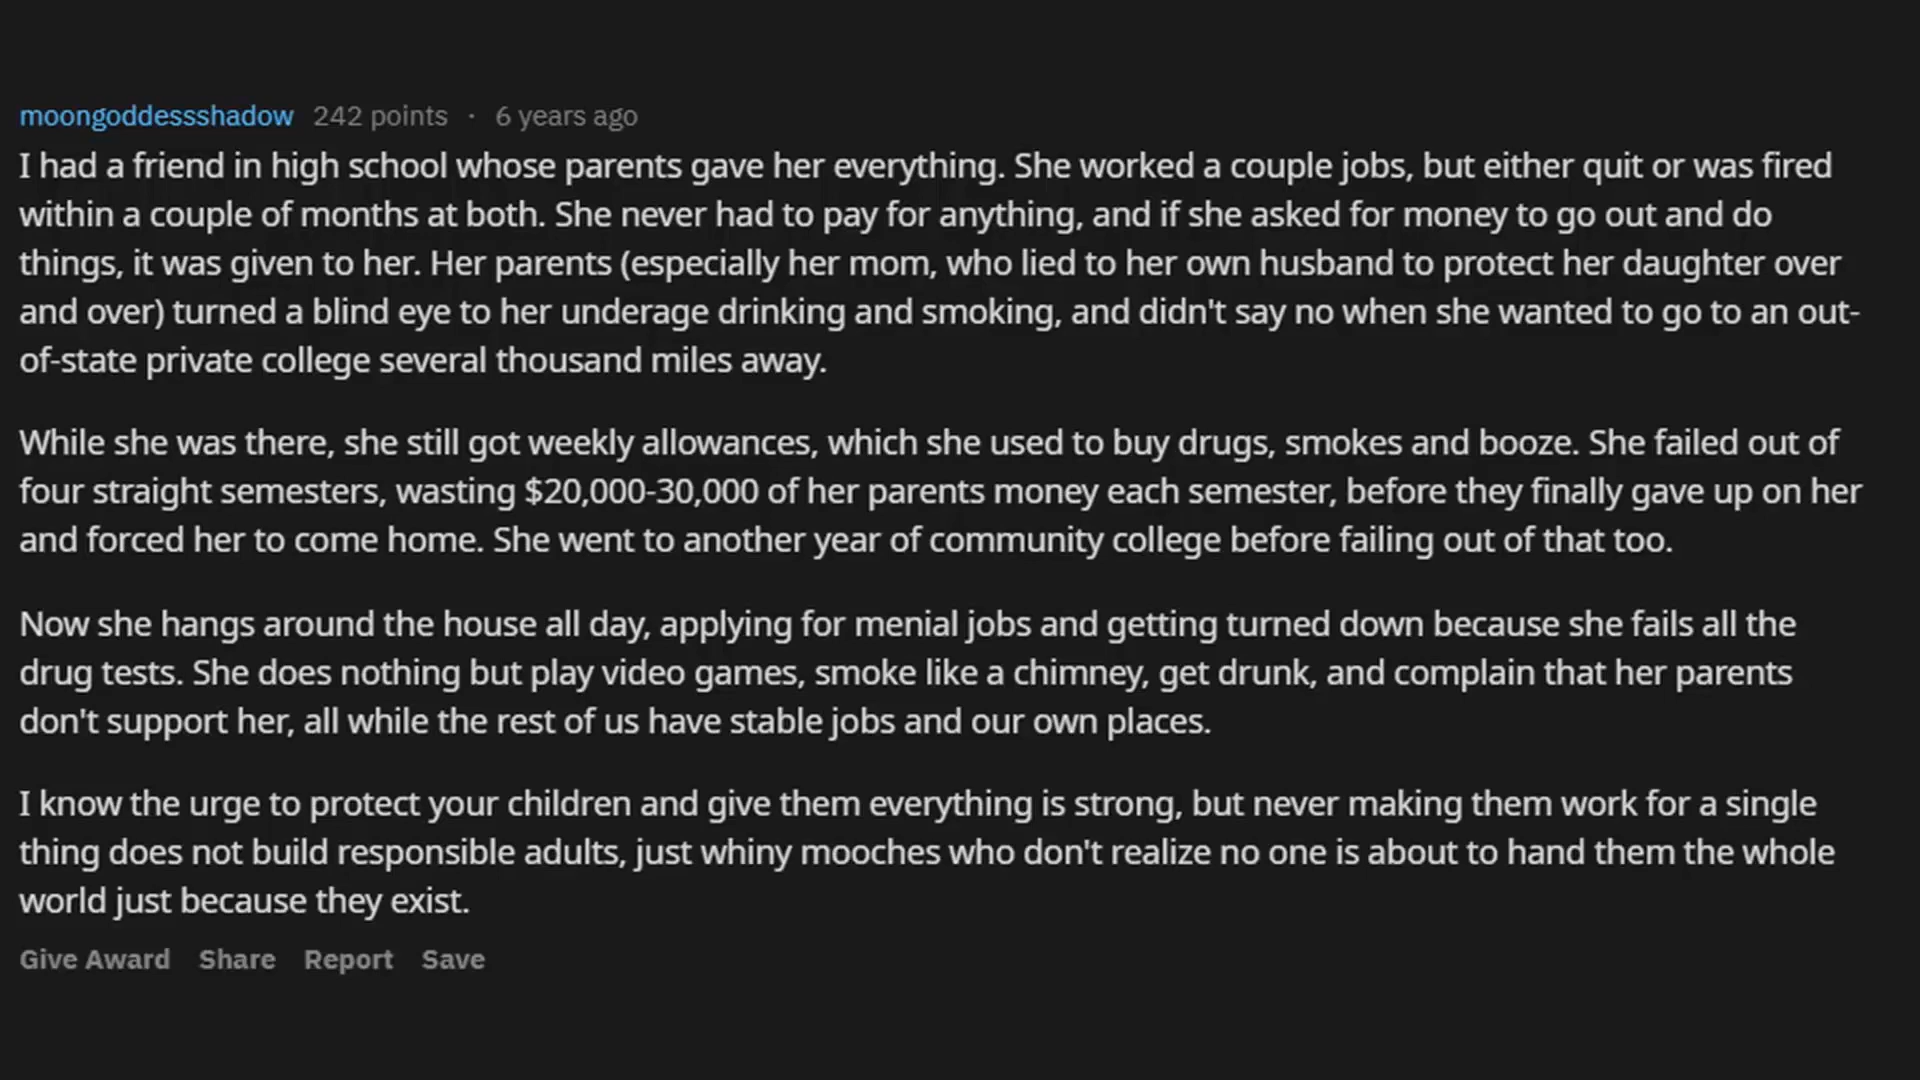 moongoddessshadow 242 points · 6 years ago
I had a friend in high school whose parents gave her everything. She worked a couple jobs, but either quit or was fired
within a couple of months at both. She never had to pay for anything, and if she asked for money to go out and do
things, it was given to her. Her parents (especially her mom, who lied to her own husband to protect her daughter over
and over) turned a blind eye to her underage drinking and smoking, and didn't say no when she wanted to go to an out-
of-state private college several thousand miles away.
While she was there, she still got weekly allowances, which she used to buy drugs, smokes and booze. She failed out of
four straight semesters, wasting $20,000-30,000 of her parents money each semester, before they finally gave up on her
and forced her to come home. She went to another year of community college before failing out of that too.
Now she hangs around the house all day, applying for menial jobs and getting turned down because she fails all the
drug tests. She does nothing but play video games, smoke like a chimney, get drunk, and complain that her parents
don't support her, all while the rest of us have stable jobs and our own places.
I know the urge to protect your children and give them everything is strong, but never making them work for a single
thing does not build responsible adults, just whiny mooches who don't realize no one is about to hand them the whole
world just because they exist.
Give Award Share Report Save